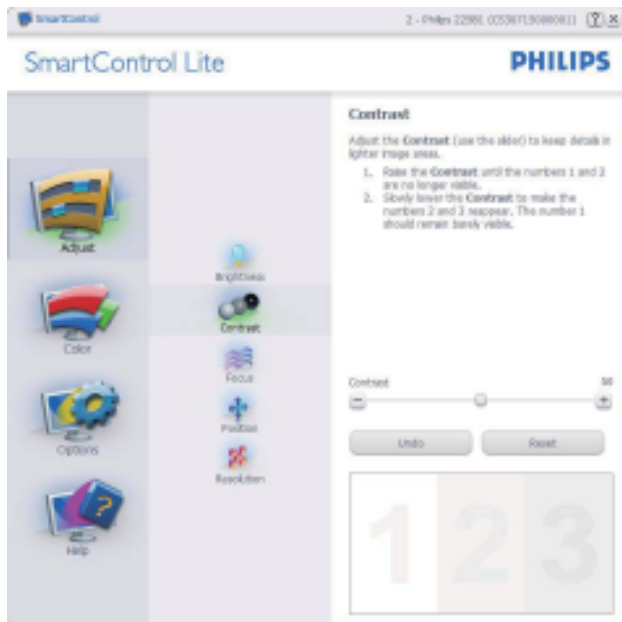 SmartControl
SmartControl Lite
PHILIPS
Contrast
Adjust the Contrast (use the slider) to keep details in
lighter image areas.
1. Raise the Contrast until the numbers 1 and 2
are no longer visible.
2. Slowly lower the Contrast to make the
numbers 2 and 3 reappear. The number 1
should remain barely visible.
Adjust
Color
Options
Help
Brightness
Contrast
Focus
Position
Resolution
Contrast 50
Undo Reset
1 2 3